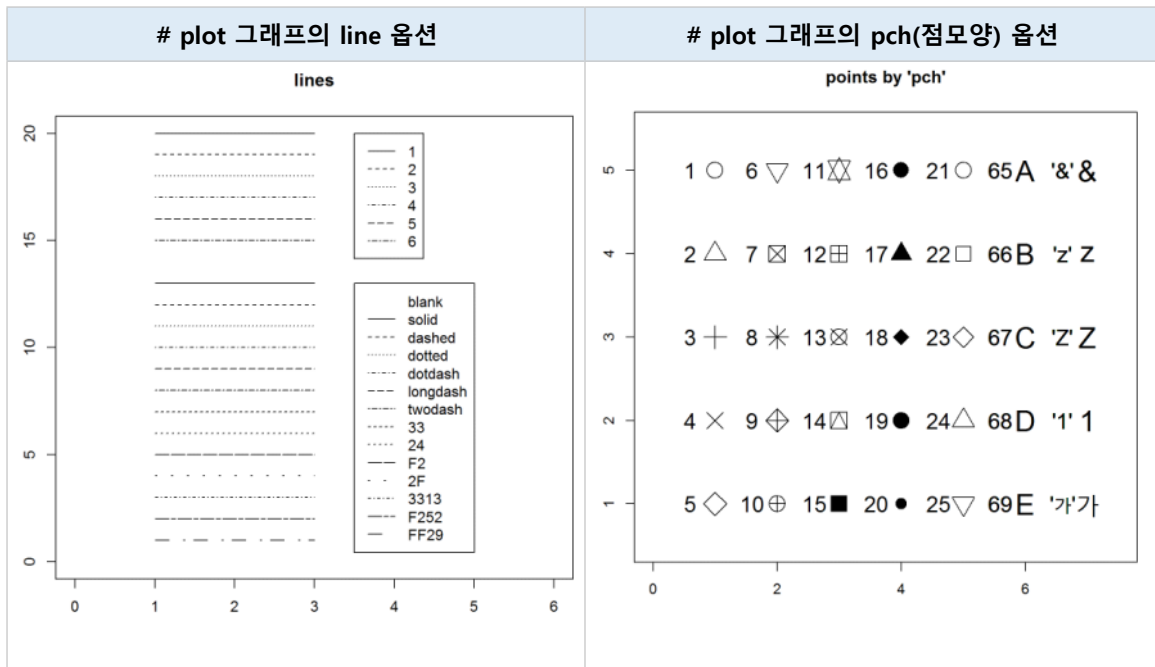 # plot 그래프의 line 옵션
# plot 그래프의 pch(점모양) 옵션
lines
20
15
10
5
0
0 1 2 3 4 5 6
1
2
3
4
5
6
blank
solid
dashed
dotted
dotdash
longdash
twodash
33
24
F2
2F
3313
F252
FF29
points by 'pch'
5
4
3
2
1
1 6 11 16 21 65 A '&' &
2 7 12 17 22 66 B 'z' z
3 8 13 18 23 67 C 'Z' Z
4 9 14 19 24 68 D '1' 1
5 10 15 20 25 69 E '가' 가
0 2 4 6